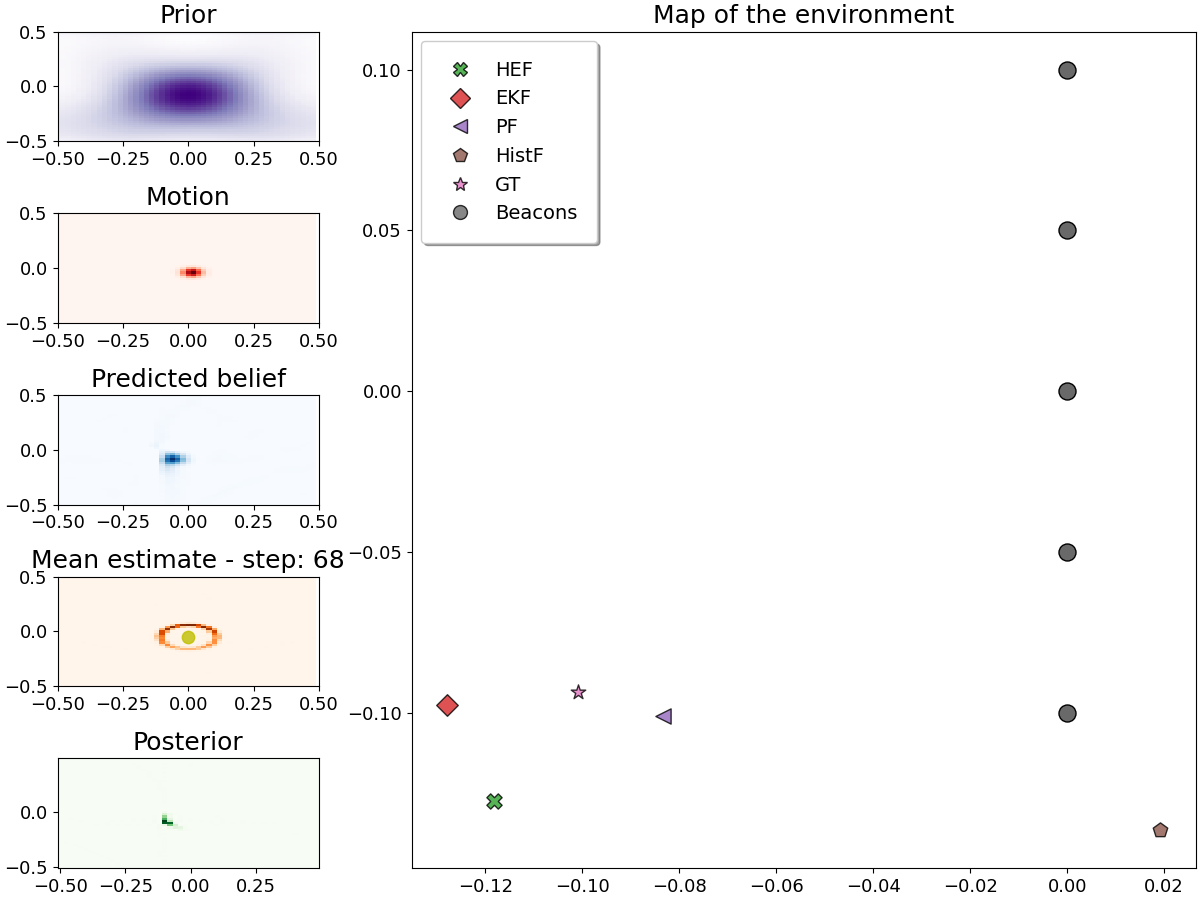 Prior
0.5
0.0
−0.5
−0.50 −0.25 0.00 0.25 0.50
Motion
0.5
0.0
−0.5
−0.50 −0.25 0.00 0.25 0.50
Predicted belief
0.5
0.0
−0.5
−0.50 −0.25 0.00 0.25 0.50
Mean estimate - step: 68
0.5
0.0
−0.5
−0.50 −0.25 0.00 0.25 0.50
Posterior
0.0
−0.5
−0.50 −0.25 0.00 0.25
Map of the environment
HEF
EKF
PF
HistF
GT
Beacons
0.10
0.05
0.00
−0.05
−0.10
−0.12 −0.10 −0.08 −0.06 −0.04 −0.02 0.00 0.02